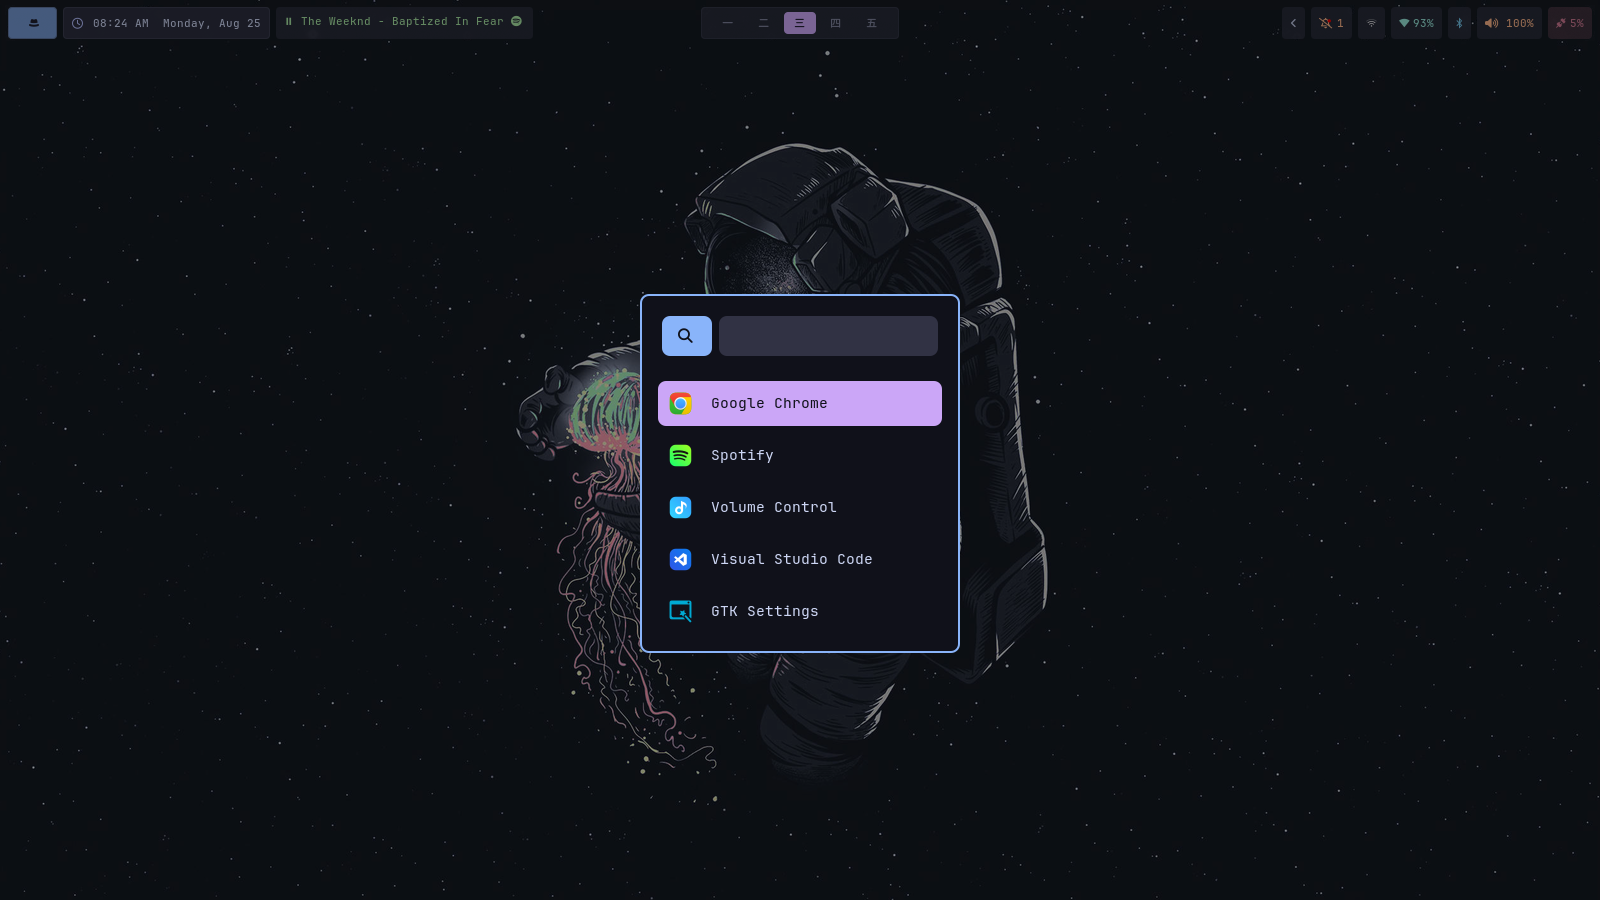 08:24 AM Monday, Aug 25
The Weeknd - Baptized In Fear
一 二 三 四 五
1
93%
100%
5%
Google Chrome
Spotify
Volume Control
Visual Studio Code
GTK Settings